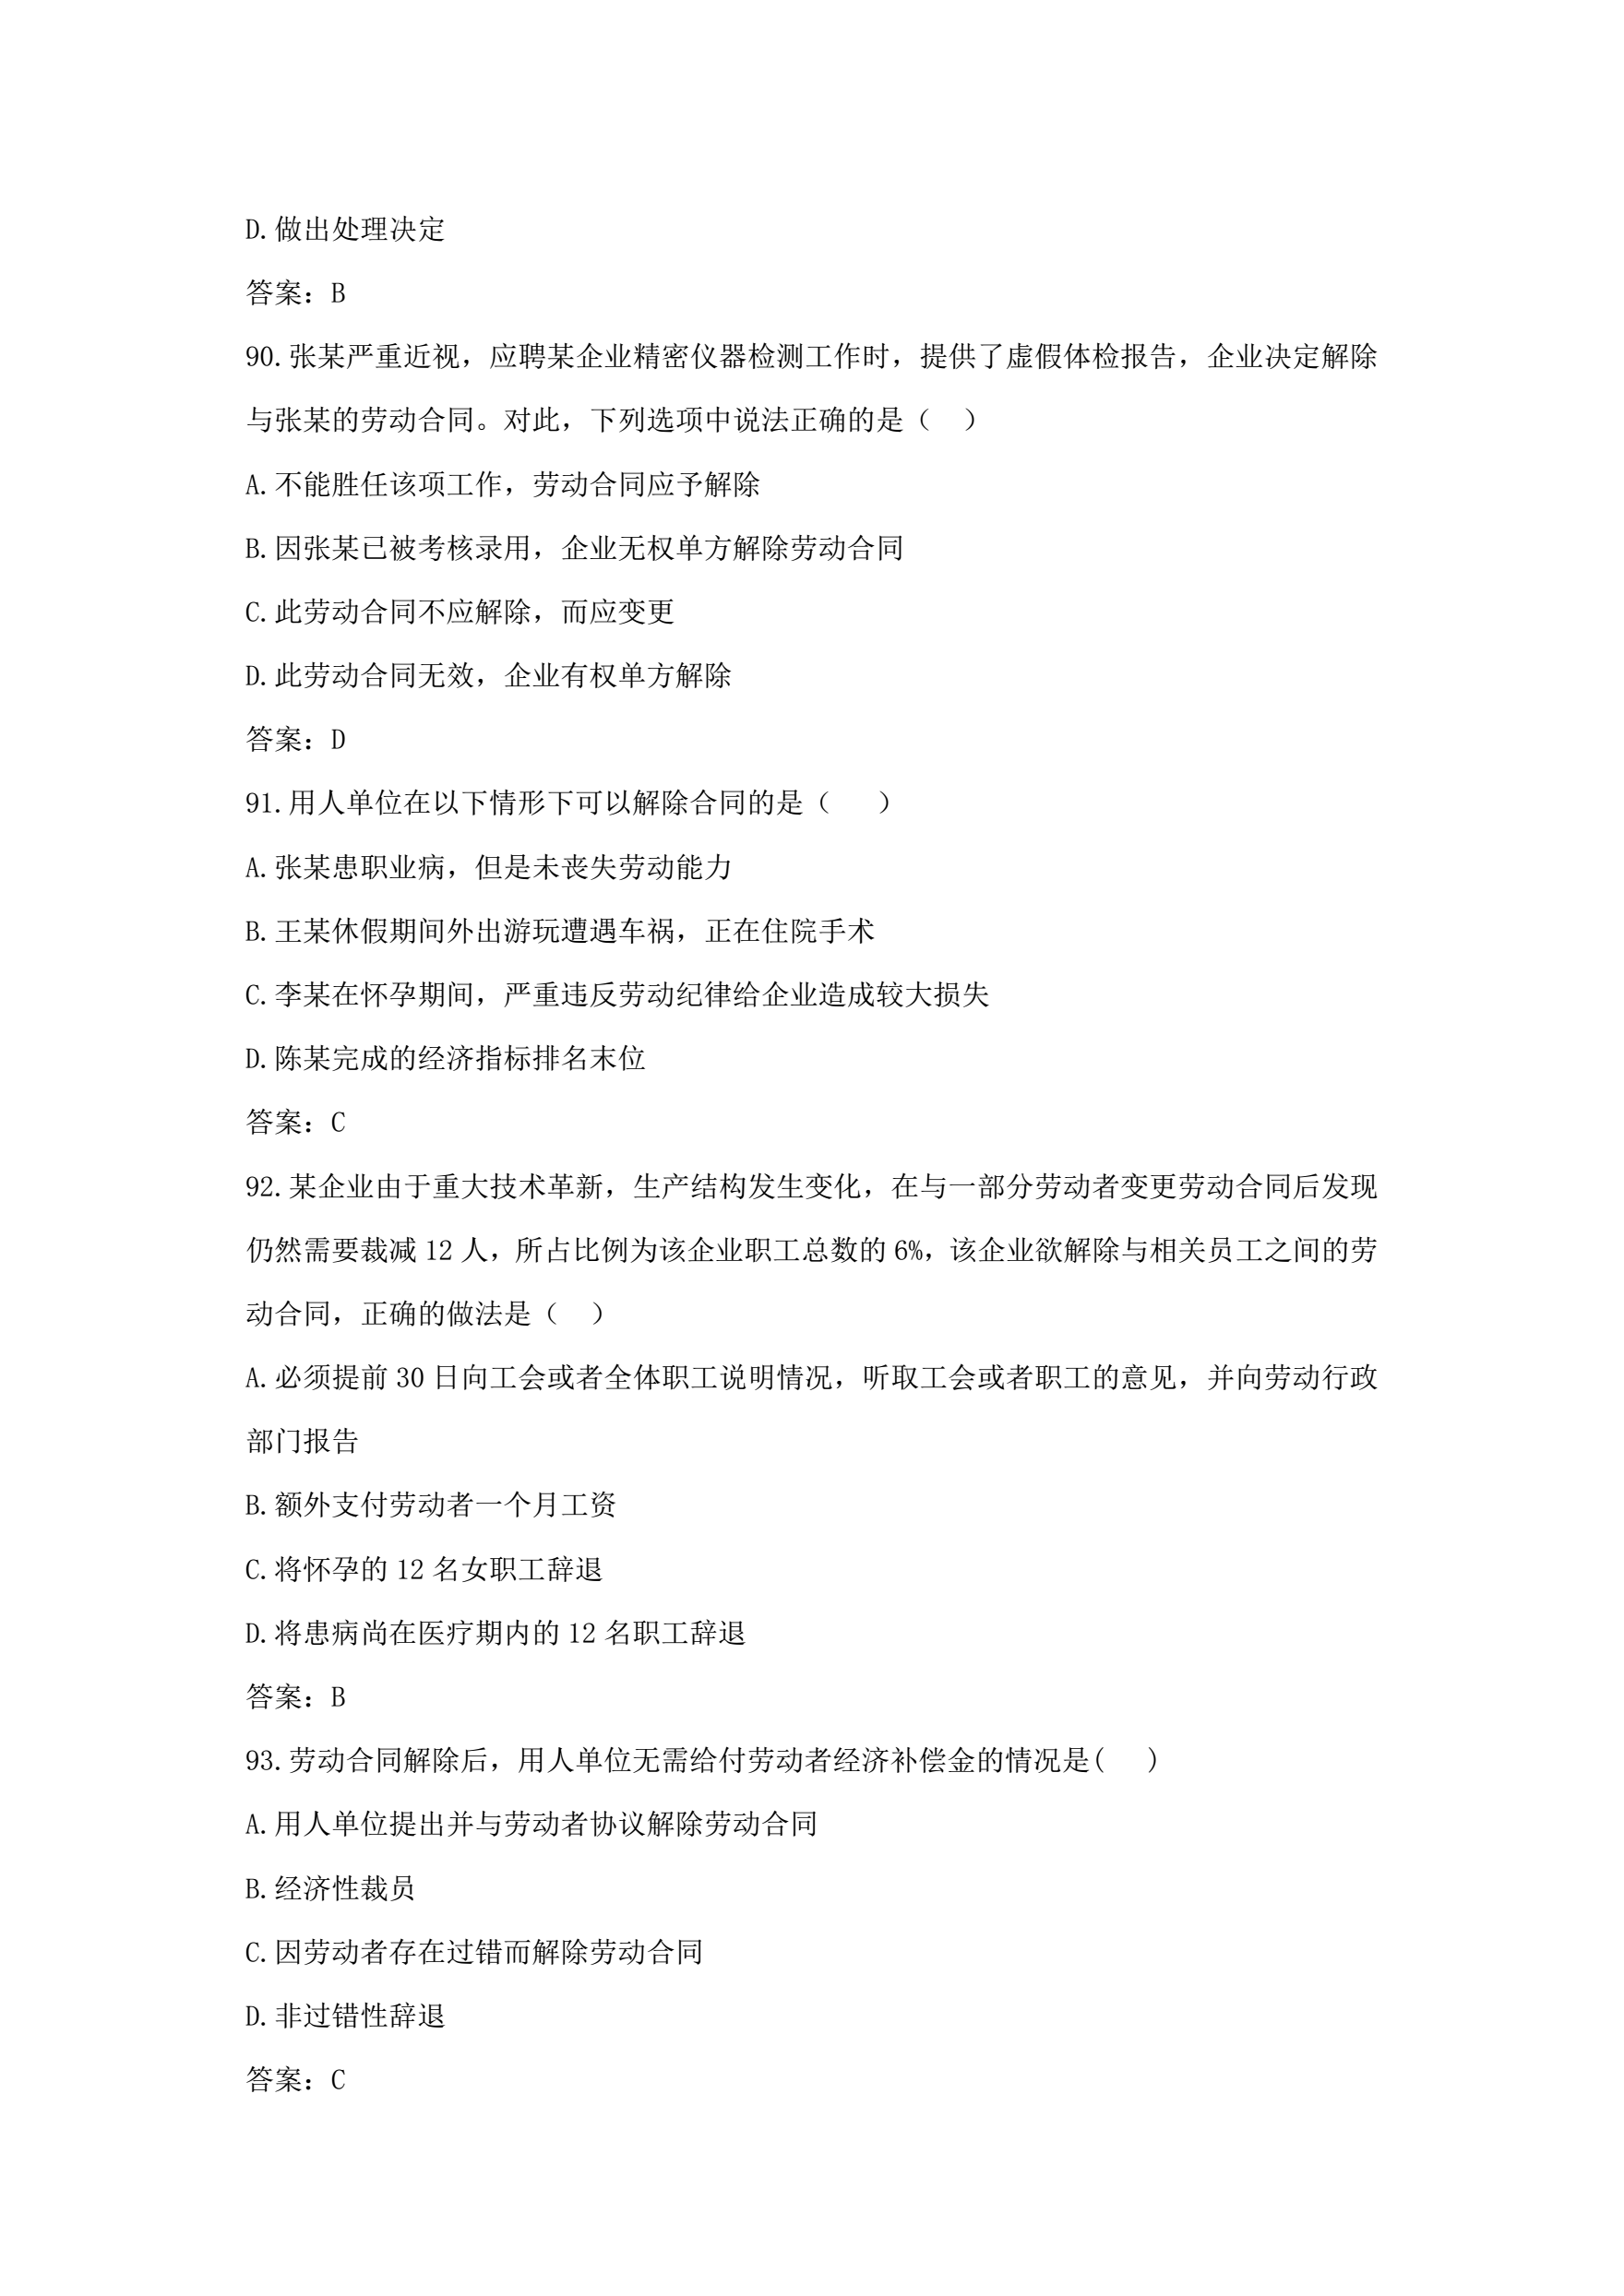 D.做出处理决定
答案：B
90.张某严重近视，应聘某企业精密仪器检测工作时，提供了虚假体检报告，企业决定解除
与张某的劳动合同。对此，下列选项中说法正确的是（  ）
A.不能胜任该项工作，劳动合同应予解除
B.因张某已被考核录用，企业无权单方解除劳动合同
C.此劳动合同不应解除，而应变更
D.此劳动合同无效，企业有权单方解除
答案：D
91.用人单位在以下情形下可以解除合同的是（   ）
A.张某患职业病，但是未丧失劳动能力
B.王某休假期间外出游玩遭遇车祸，正在住院手术
C.李某在怀孕期间，严重违反劳动纪律给企业造成较大损失
D.陈某完成的经济指标排名末位
答案：C
92.某企业由于重大技术革新，生产结构发生变化，在与一部分劳动者变更劳动合同后发现
仍然需要裁减 12 人，所占比例为该企业职工总数的 6%，该企业欲解除与相关员工之间的劳
动合同，正确的做法是（  ）
A.必须提前 30 日向工会或者全体职工说明情况，听取工会或者职工的意见，并向劳动行政
部门报告
B.额外支付劳动者一个月工资
C.将怀孕的 12 名女职工辞退
D.将患病尚在医疗期内的 12 名职工辞退
答案：B
93.劳动合同解除后，用人单位无需给付劳动者经济补偿金的情况是(   )
A.用人单位提出并与劳动者协议解除劳动合同
B.经济性裁员
C.因劳动者存在过错而解除劳动合同
D.非过错性辞退
答案：C